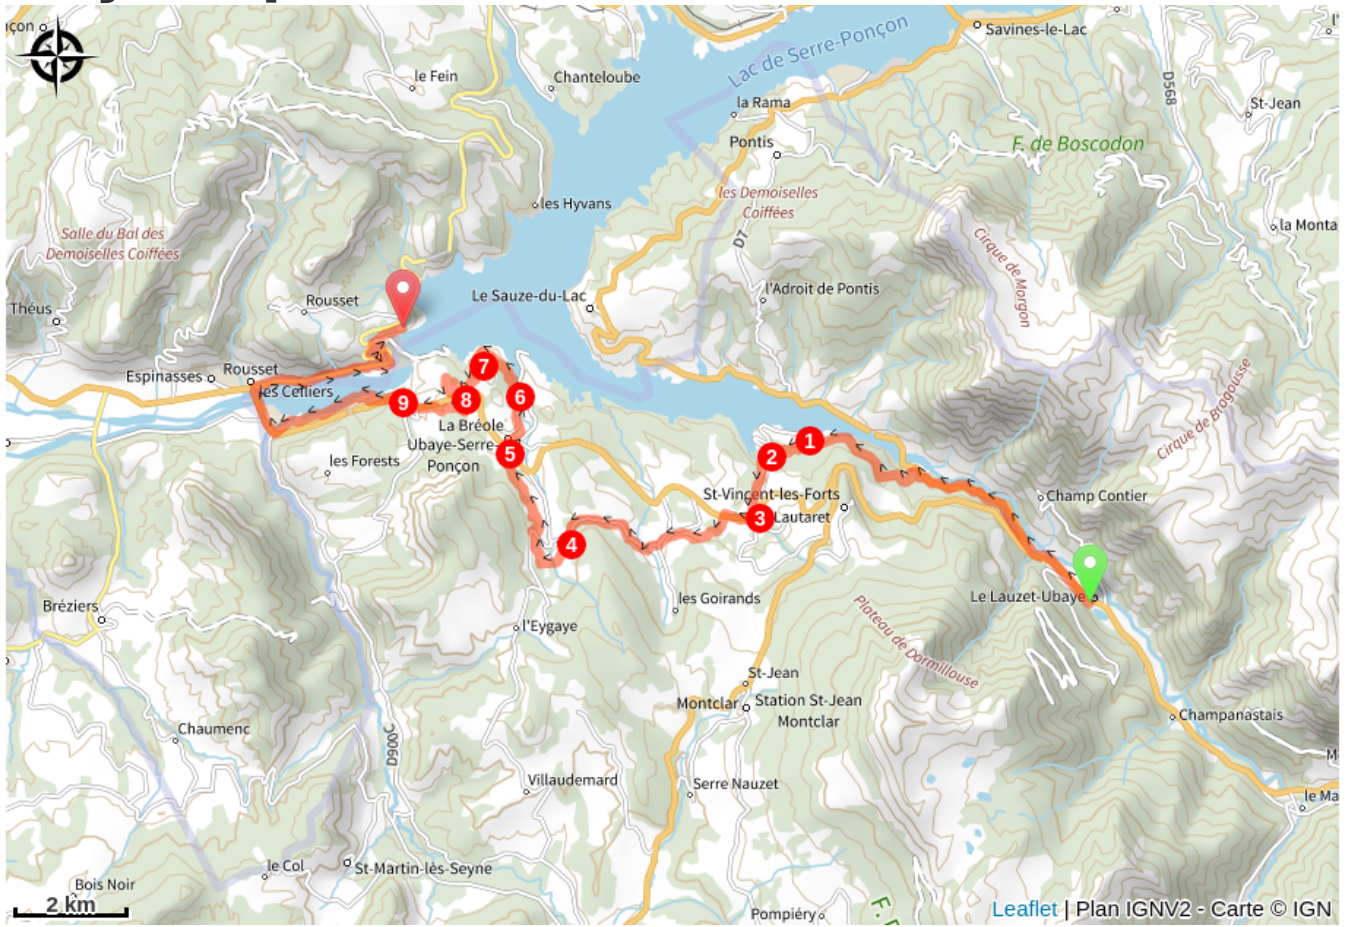 Savines-le-Lac
Lac de Serre-Ponçon
le Fein
Chanteloube
D568
la Rama
St-Jean
Pontis
F. de Boscodon
les Hyvans
les Demoiselles
Coiffées
Salle du Bal des
Demoiselles Coiffées
D7
Cirque de Morgon
la Monta
Théus
Rousset
Le Sauze-du-Lac
l'Adroit de Pontis
Espinasses
Rousset
les Celliers
7
6
8
9
La Bréole
Ubaye-Serre-
Ponçon
5
1
2
Cirque de Bragousse
les Forests
St-Vincent-les-Forts
3
Lautaret
Champ Contier
4
Bréziers
les Goirands
Le Lauzet-Ubaye
l'Eygaye
Plateau de Dormillouse
St-Jean
Montclar
Station St-Jean
Montclar
Champanastais
Chaumenc
D900C
Villaudemard
Serre Nauzet
le Ma
le Col
St-Martin-lès-Seyne
Bois Noir
2 km
Pompiéry
Leaflet | Plan IGNV2 - Carte © IGN